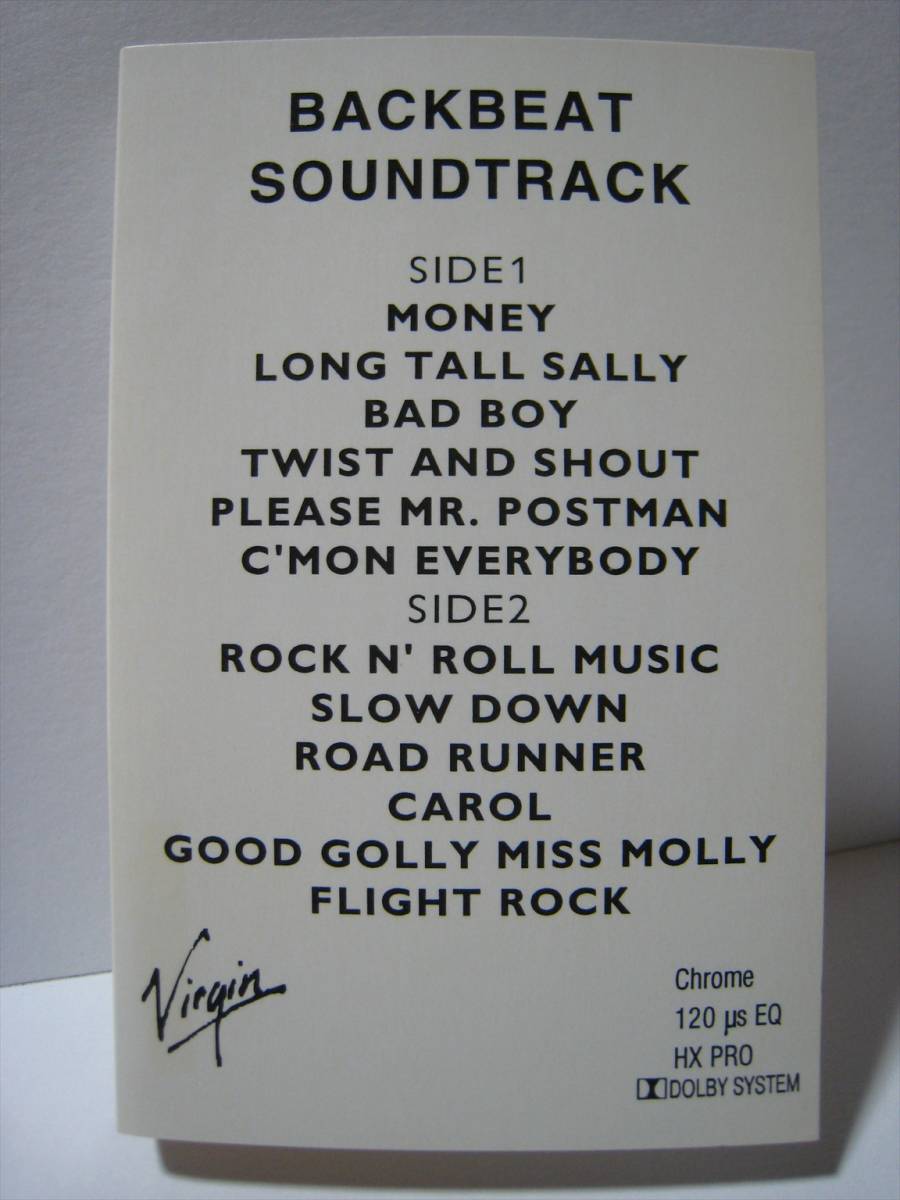 BACKBEAT
SOUNDTRACK
SIDE1
MONEY
LONG TALL SALLY
BAD BOY
TWIST AND SHOUT
PLEASE MR. POSTMAN
C'MON EVERYBODY
SIDE2
ROCK N' ROLL MUSIC
SLOW DOWN
ROAD RUNNER
CAROL
GOOD GOLLY MISS MOLLY
FLIGHT ROCK
Virgin
Chrome
120 µs EQ
HX PRO
DOLBY SYSTEM